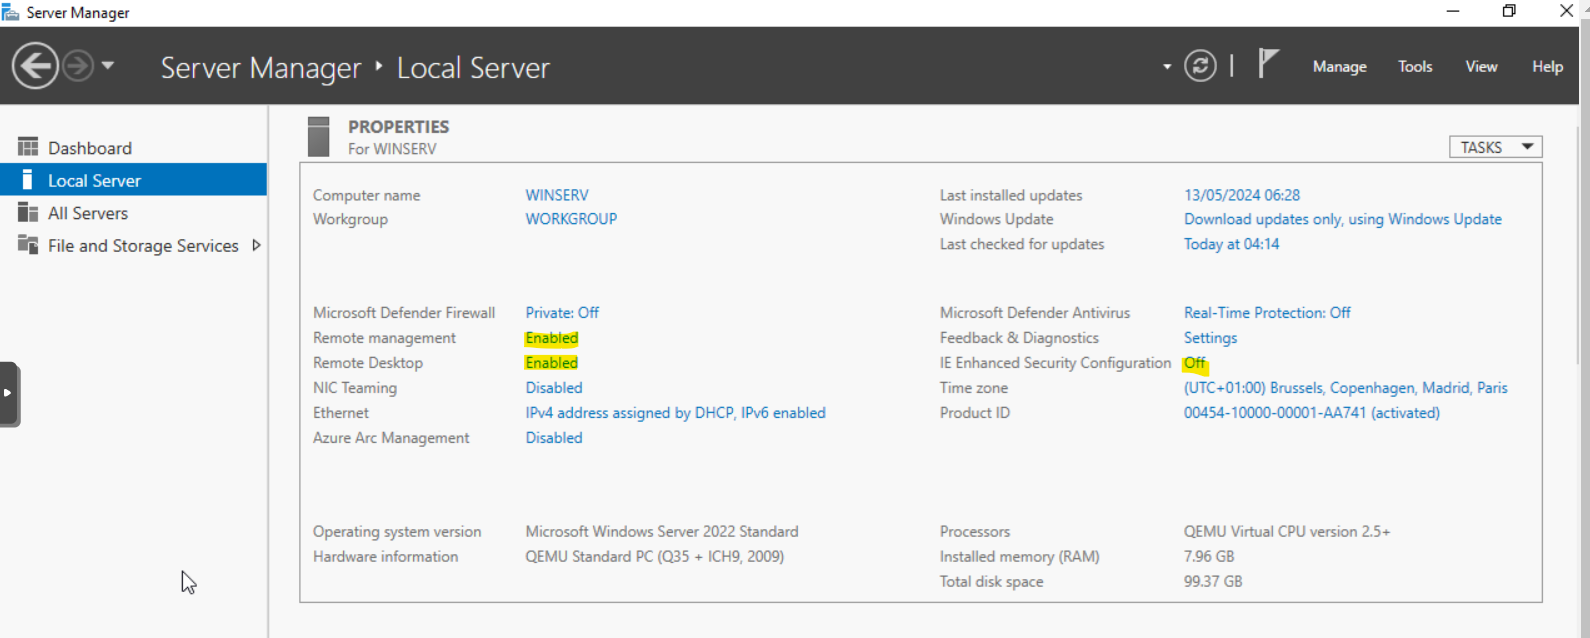 Server Manager
Server Manager ‣ Local Server
Manage Tools View Help
Dashboard
Local Server
All Servers
File and Storage Services
PROPERTIES
For WINSERV
TASKS
Computer name WINSERV
Workgroup WORKGROUP
Last installed updates 13/05/2024 06:28
Windows Update Download updates only, using Windows Update
Last checked for updates Today at 04:14
Microsoft Defender Firewall Private: Off
Remote management Enabled
Remote Desktop Enabled
NIC Teaming Disabled
Ethernet IPv4 address assigned by DHCP, IPv6 enabled
Azure Arc Management Disabled
Microsoft Defender Antivirus Real-Time Protection: Off
Feedback & Diagnostics Settings
IE Enhanced Security Configuration Off
Time zone (UTC+01:00) Brussels, Copenhagen, Madrid, Paris
Product ID 00454-10000-00001-AA741 (activated)
Operating system version Microsoft Windows Server 2022 Standard
Hardware information QEMU Standard PC (Q35 + ICH9, 2009)
Processors QEMU Virtual CPU version 2.5+
Installed memory (RAM) 7.96 GB
Total disk space 99.37 GB